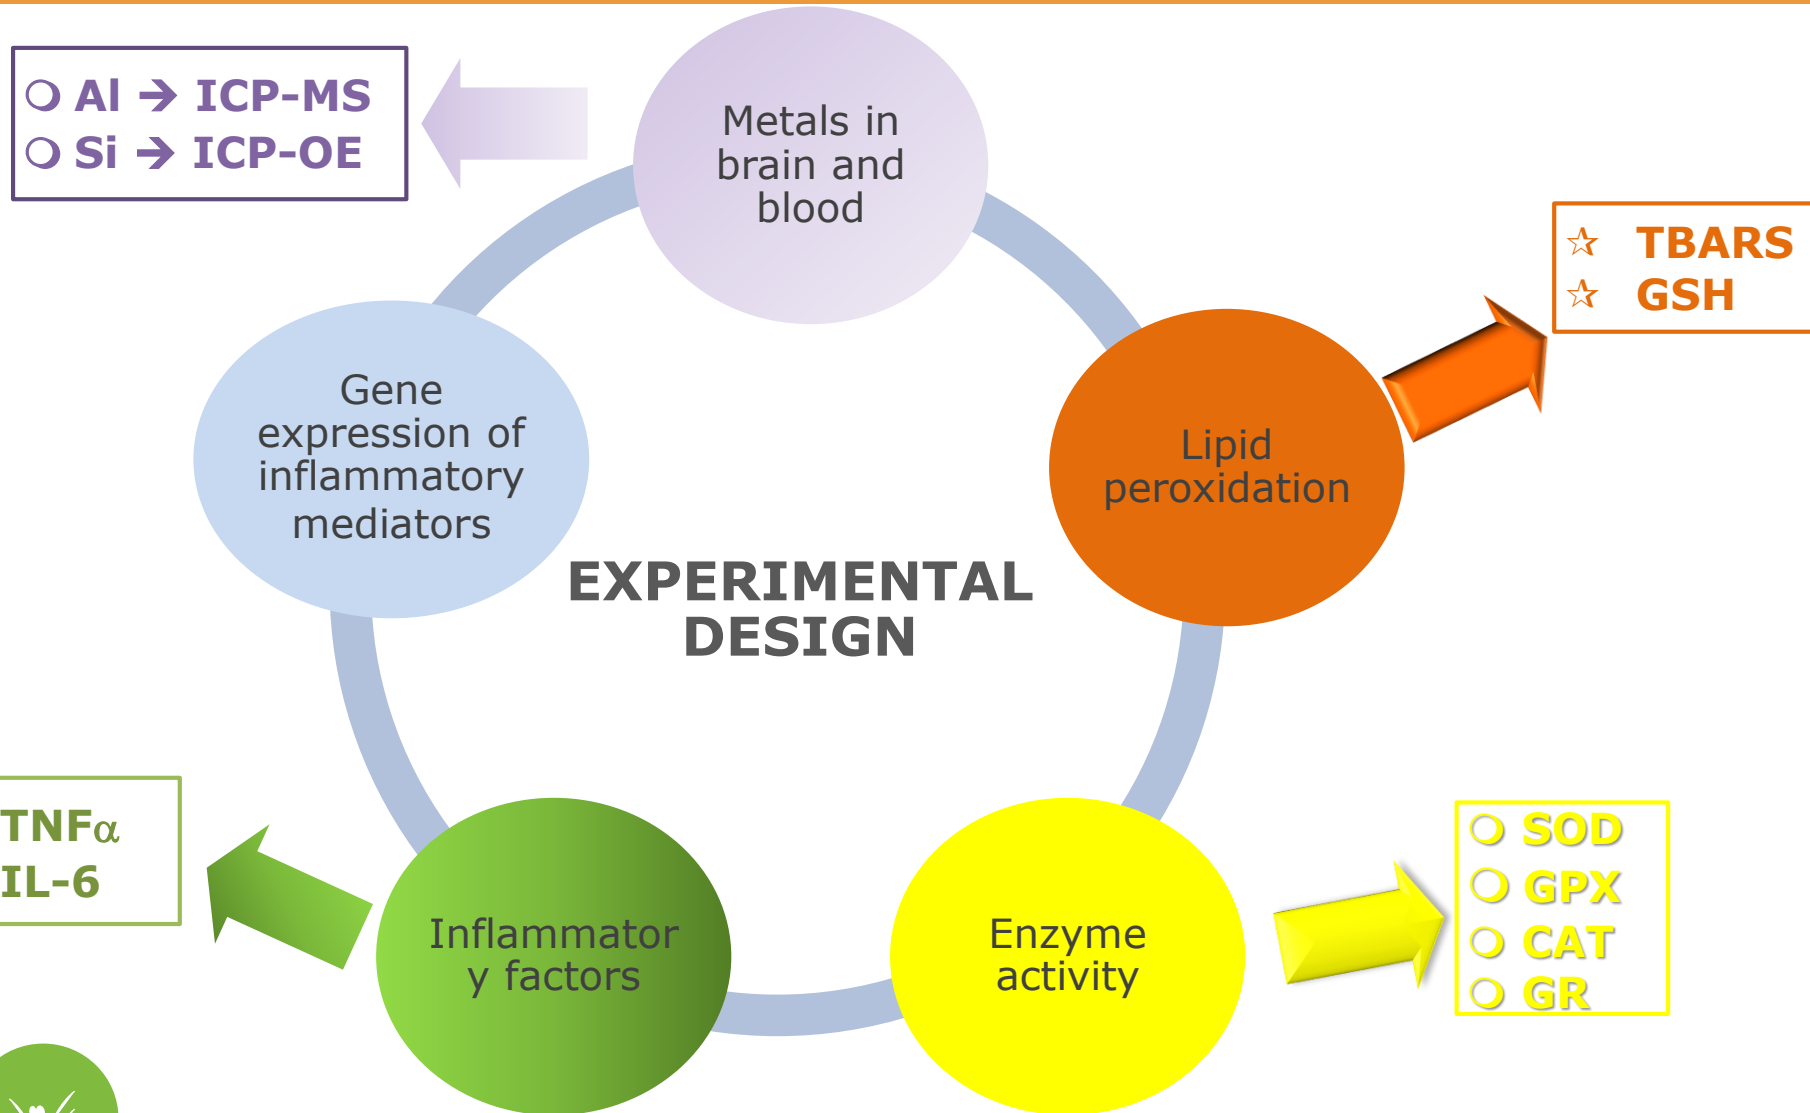 ○ Al → ICP-MS
○ Si → ICP-OE
Metals in
brain and
blood
☆ TBARS
☆ GSH
Gene
expression of
inflammatory
mediators
Lipid
peroxidation
EXPERIMENTAL
DESIGN
TNFα
IL-6
Inflammator
y factors
Enzyme
activity
○ SOD
○ GPX
○ CAT
○ GR